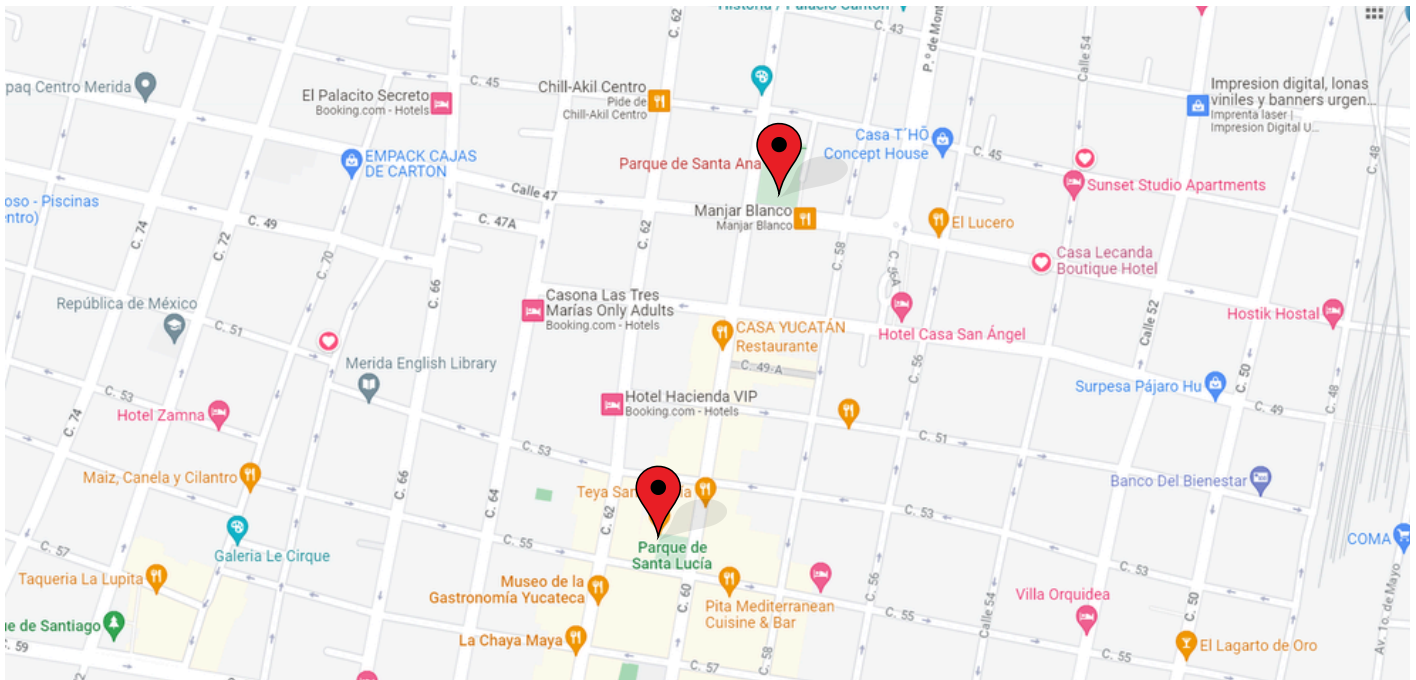 Historia / Palacio Cantón
C. 62
C. 43
P.º de Mont
Calle 54
paq Centro Merida
C. 45
El Palacito Secreto
Booking.com - Hotels
Chill-Akil Centro
Pide de
Chill-Akil Centro
Impresion digital, lonas
viniles y banners urgen...
Imprenta laser |
Impresion Digital U...
EMPACK CAJAS
DE CARTON
Parque de Santa Ana
Casa T´HŌ
Concept House
C. 45
C. 48
Sunset Studio Apartments
oso - Piscinas
entro)
Calle 47
C. 47A
C. 49
C. 74
C. 72
C. 70
C. 62
Manjar Blanco
Manjar Blanco
El Lucero
C. 58
C. 56A
Casa Lecanda
Boutique Hotel
C. 66
República de México
C. 51
Casona Las Tres
Marías Only Adults
Booking.com - Hotels
CASA YUCATÁN
Restaurante
Hotel Casa San Ángel
Calle 52
Hostik Hostal
Merida English Library
C. 49-A
C. 56
C. 50
C. 48
Surpesa Pájaro Hu
C. 49
C. 53
C. 74
Hotel Zamna
Hotel Hacienda VIP
Booking.com - Hotels
C. 51
C. 53
Maiz, Canela y Cilantro
C. 66
C. 64
C. 62
Teya San
Banco Del Bienestar
C. 53
C. 55
C. 57
Galeria Le Cirque
Parque de
Santa Lucía
COMA
Taqueria La Lupita
Museo de la
Gastronomía Yucateca
C. 60
C. 56
C. 53
Pita Mediterranean
Cuisine & Bar
C. 55
Villa Orquidea
Calle 54
C. 50
Av. 1o. de Mayo
e de Santiago
C. 59
La Chaya Maya
C. 57
C. 58
C. 55
El Lagarto de Oro